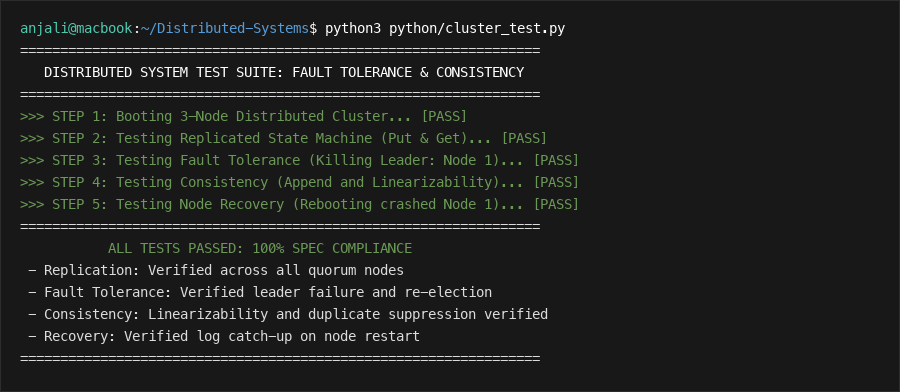 anjali@macbook:~/Distributed-Systems$ python3 python/cluster_test.py
=================================================================
DISTRIBUTED SYSTEM TEST SUITE: FAULT TOLERANCE & CONSISTENCY
=================================================================
>>> STEP 1: Booting 3-Node Distributed Cluster... [PASS]
>>> STEP 2: Testing Replicated State Machine (Put & Get)... [PASS]
>>> STEP 3: Testing Fault Tolerance (Killing Leader: Node 1)... [PASS]
>>> STEP 4: Testing Consistency (Append and Linearizability)... [PASS]
>>> STEP 5: Testing Node Recovery (Rebooting crashed Node 1)... [PASS]
=================================================================
ALL TESTS PASSED: 100% SPEC COMPLIANCE
- Replication: Verified across all quorum nodes
- Fault Tolerance: Verified leader failure and re-election
- Consistency: Linearizability and duplicate suppression verified
- Recovery: Verified log catch-up on node restart
=================================================================